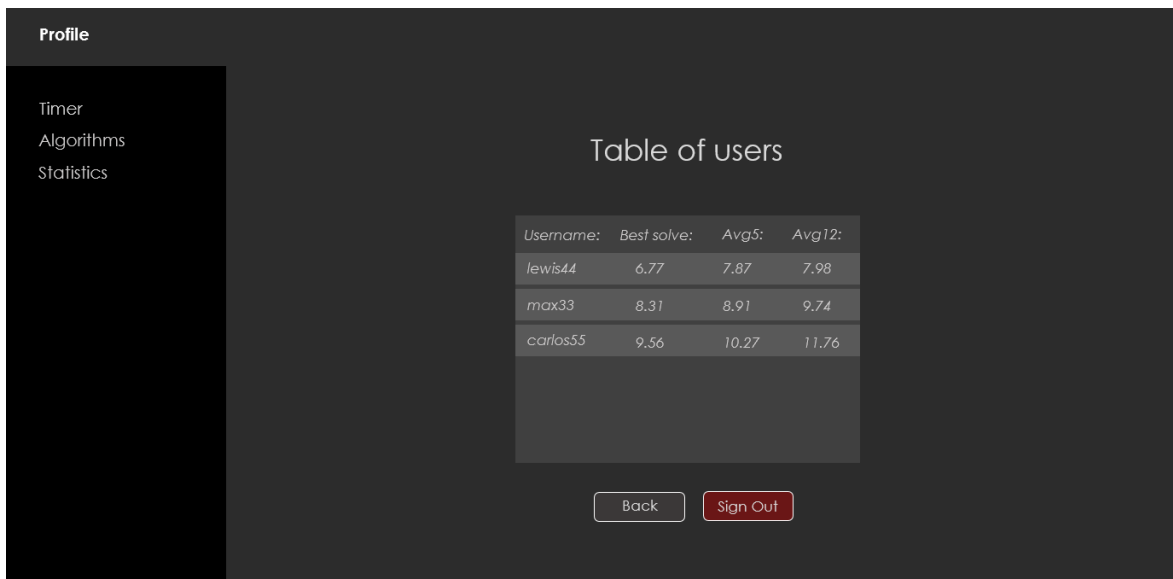 Profile
Timer
Algorithms
Statistics
Table of users
Username: Best solve: Avg5: Avg12:
lewis44 6.77 7.87 7.98
max33 8.31 8.91 9.74
carlos55 9.56 10.27 11.76
Back Sign Out